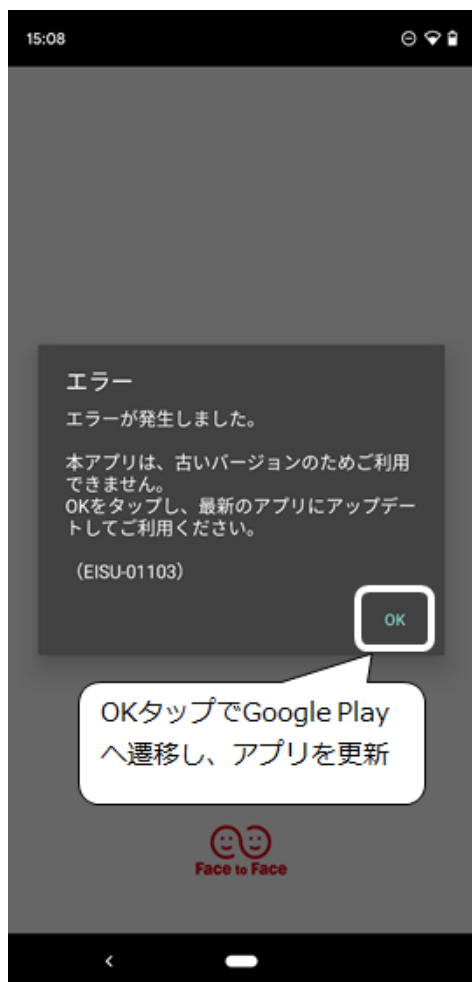 15:08
エラー
エラーが発生しました。
本アプリは、古いバージョンのためご利用
できません。
OKをタップし、最新のアプリにアップデー
トしてご利用ください。
（EISU-01103）
OK
OKタップでGoogle Play
へ遷移し、アプリを更新
Face to Face